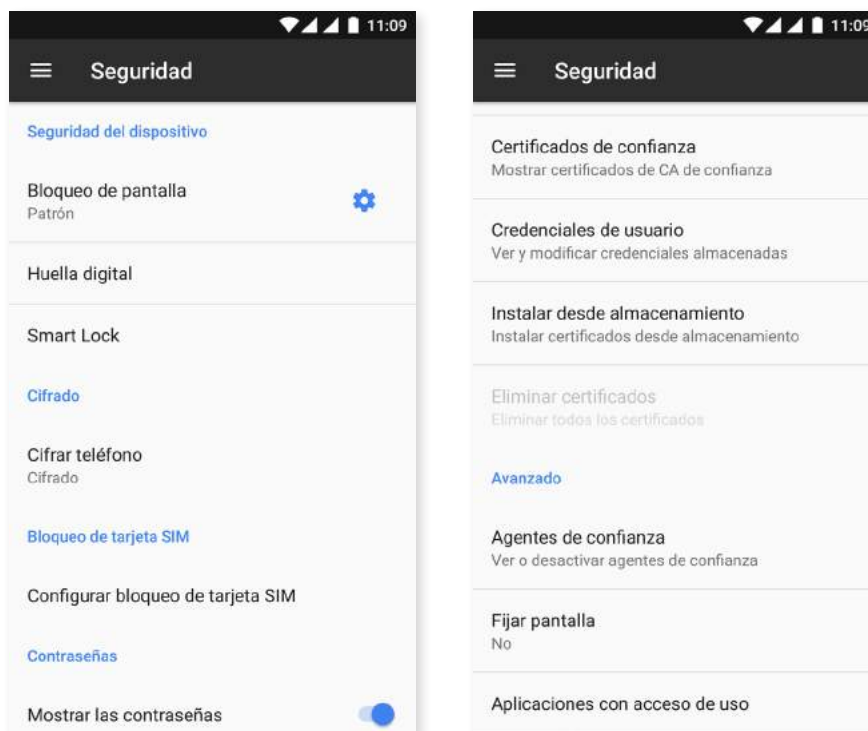 11:09
Seguridad
Seguridad del dispositivo
Bloqueo de pantalla
Patrón
Huella digital
Smart Lock
Cifrado
Cifrar teléfono
Cifrado
Bloqueo de tarjeta SIM
Configurar bloqueo de tarjeta SIM
Contraseñas
Mostrar las contraseñas
11:09
Seguridad
Certificados de confianza
Mostrar certificados de CA de confianza
Credenciales de usuario
Ver y modificar credenciales almacenadas
Instalar desde almacenamiento
Instalar certificados desde almacenamiento
Eliminar certificados
Eliminar todos los certificados
Avanzado
Agentes de confianza
Ver o desactivar agentes de confianza
Fijar pantalla
No
Aplicaciones con acceso de uso